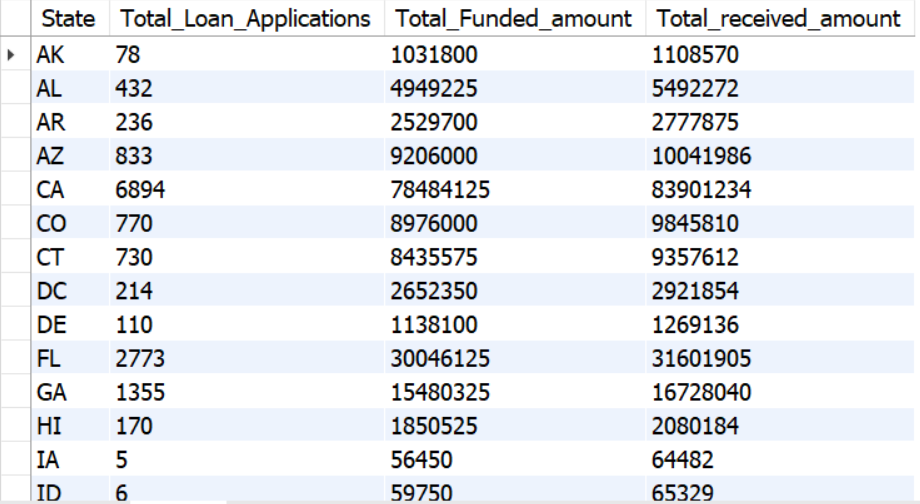 State Total_Loan_Applications Total_Funded_amount Total_received_amount
AK 78 1031800 1108570
AL 432 4949225 5492272
AR 236 2529700 2777875
AZ 833 9206000 10041986
CA 6894 78484125 83901234
CO 770 8976000 9845810
CT 730 8435575 9357612
DC 214 2652350 2921854
DE 110 1138100 1269136
FL 2773 30046125 31601905
GA 1355 15480325 16728040
HI 170 1850525 2080184
IA 5 56450 64482
ID 6 59750 65329